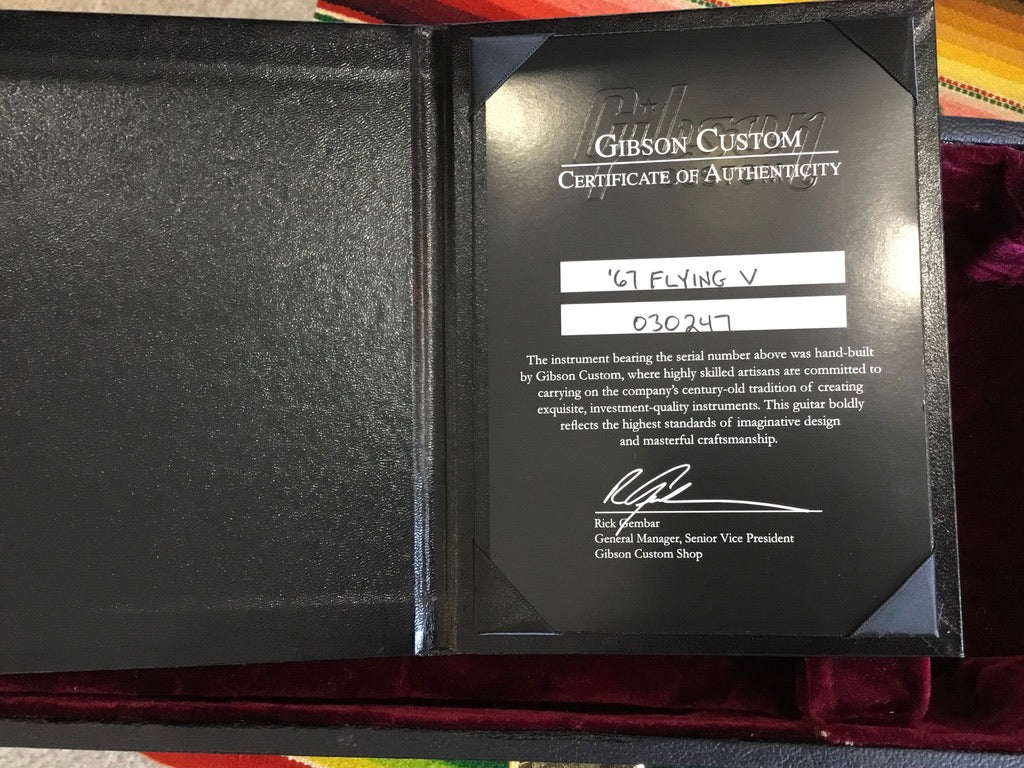 Gibson
CUSTOM
GIBSON CUSTOM
CERTIFICATE OF AUTHENTICITY
'67 FLYING V
030247
The instrument bearing the serial number above was hand-built
by Gibson Custom, where highly skilled artisans are committed to
carrying on the company's century-old tradition of creating
exquisite, investment-quality instruments. This guitar boldly
reflects the highest standards of imaginative design
and masterful craftsmanship.
Rick Gembar
General Manager, Senior Vice President
Gibson Custom Shop